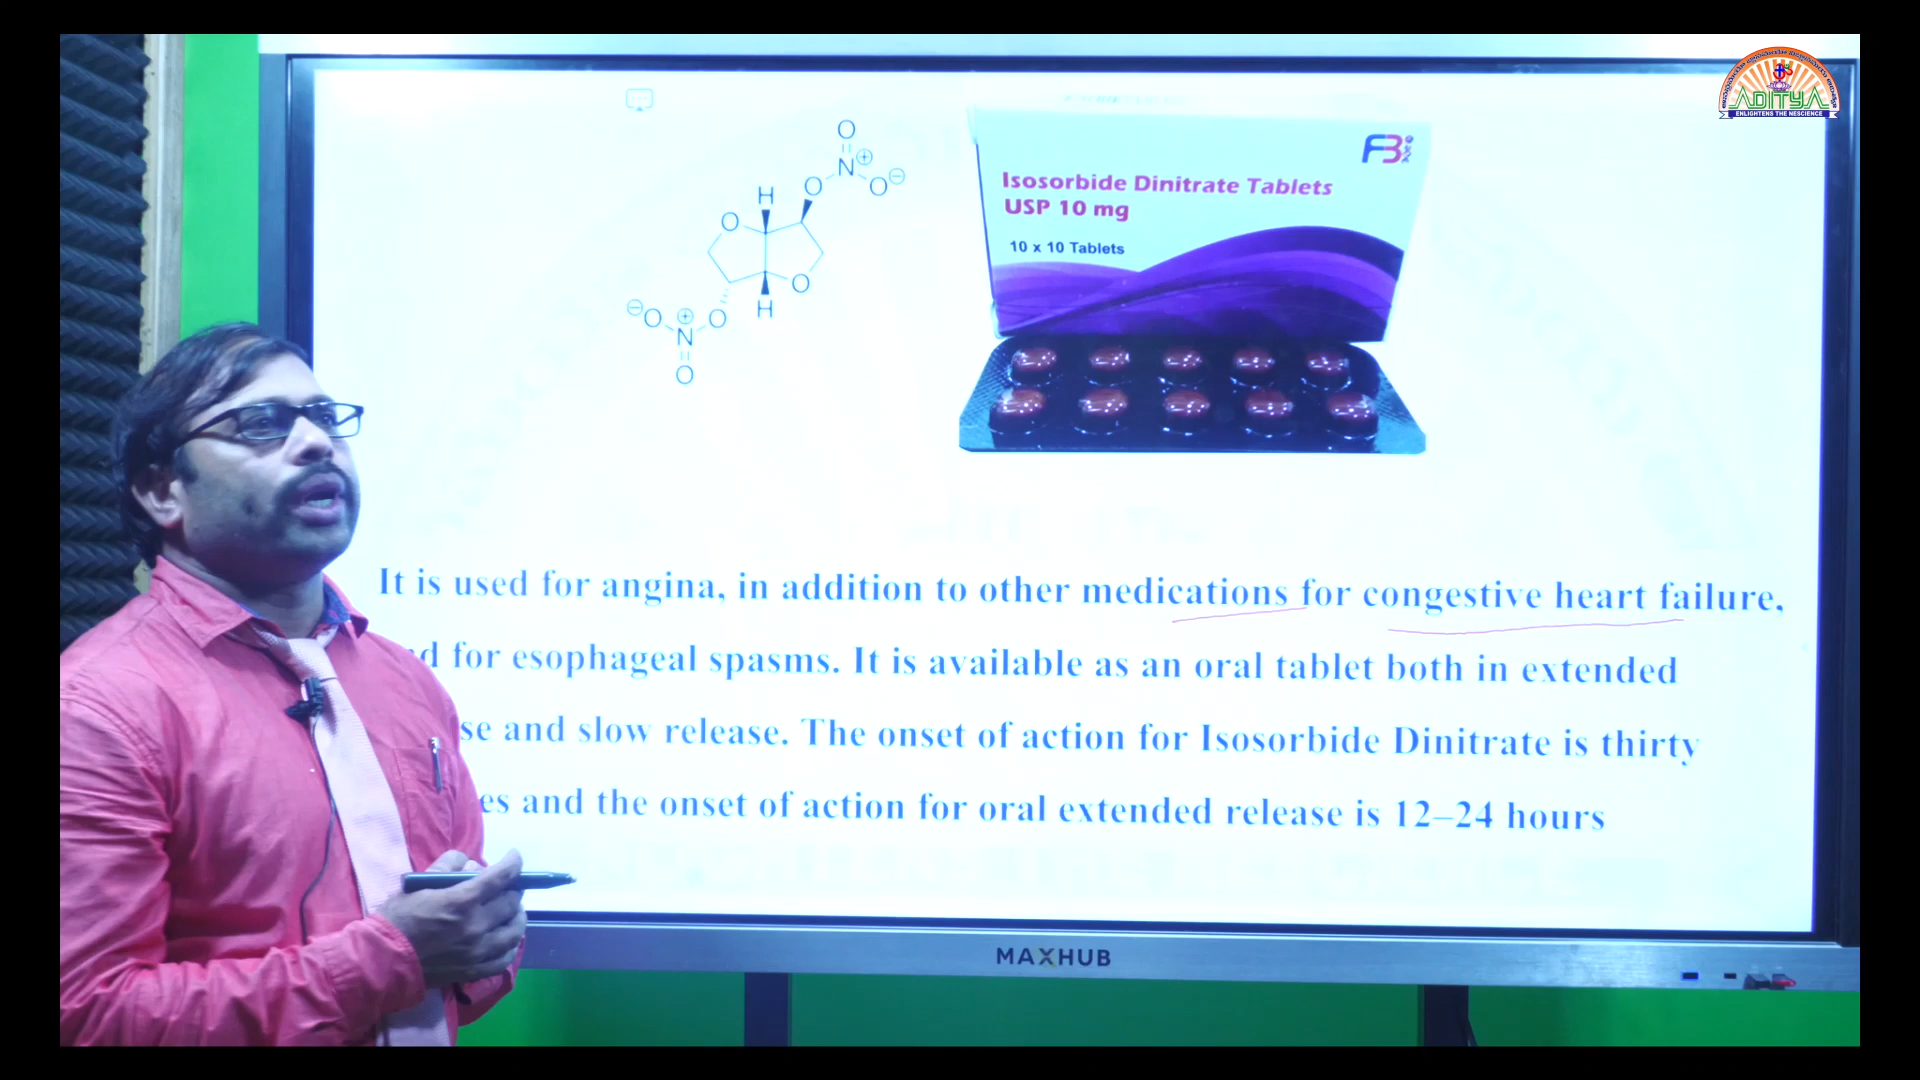 ADITYA
ENLIGHTENS THE NESCIENCE
O
N
O
O
H
O
O
H
O
O
N
O
Isosorbide Dinitrate Tablets
USP 10 mg
10 x 10 Tablets
It is used for angina, in addition to other medications for congestive heart failure,
for esophageal spasms. It is available as an oral tablet both in extended
and slow release. The onset of action for Isosorbide Dinitrate is thirty
and the onset of action for oral extended release is 12–24 hours
MAXHUB